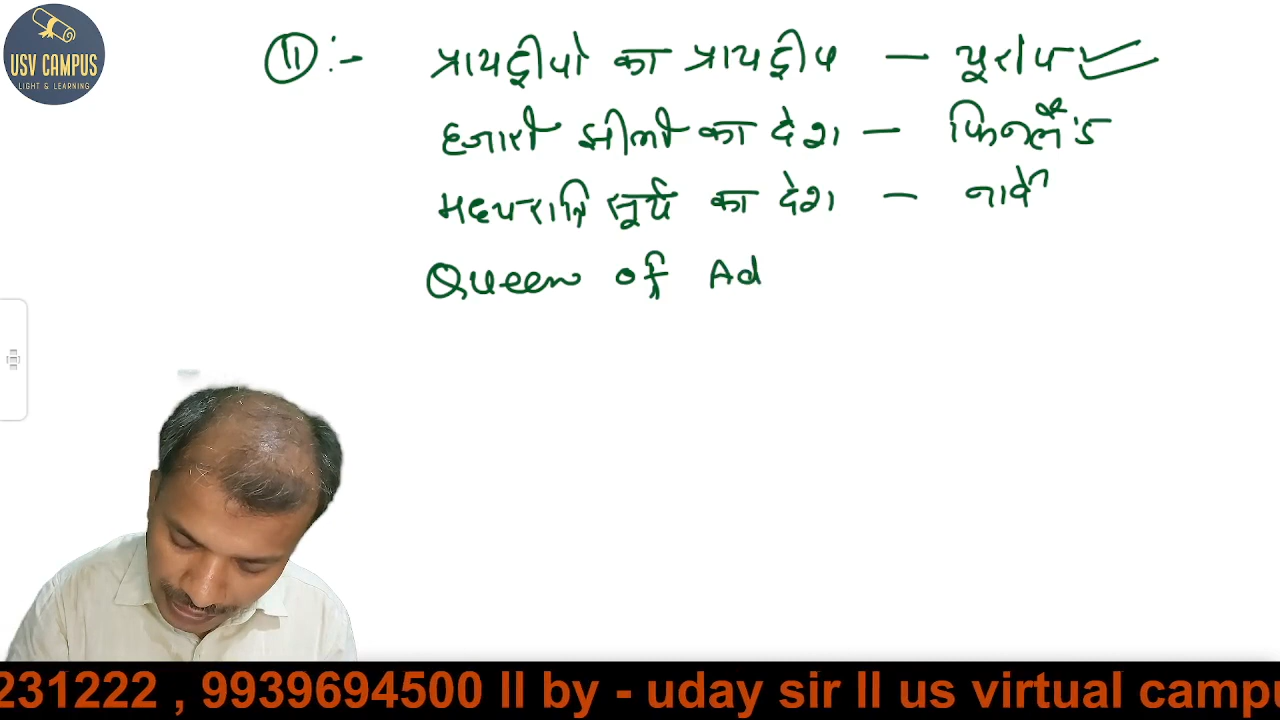 USV CAMPUS
LIGHT & LEARNING
11 :- प्रायद्वीपो का प्रायद्वीप - यूरोप
हजारो झीलो का देश - फिनलैंड
मध्यरात्रि सूर्य का देश - नार्वे
Queen of Ad
231222 , 9939694500 ll by - uday sir ll us virtual campu